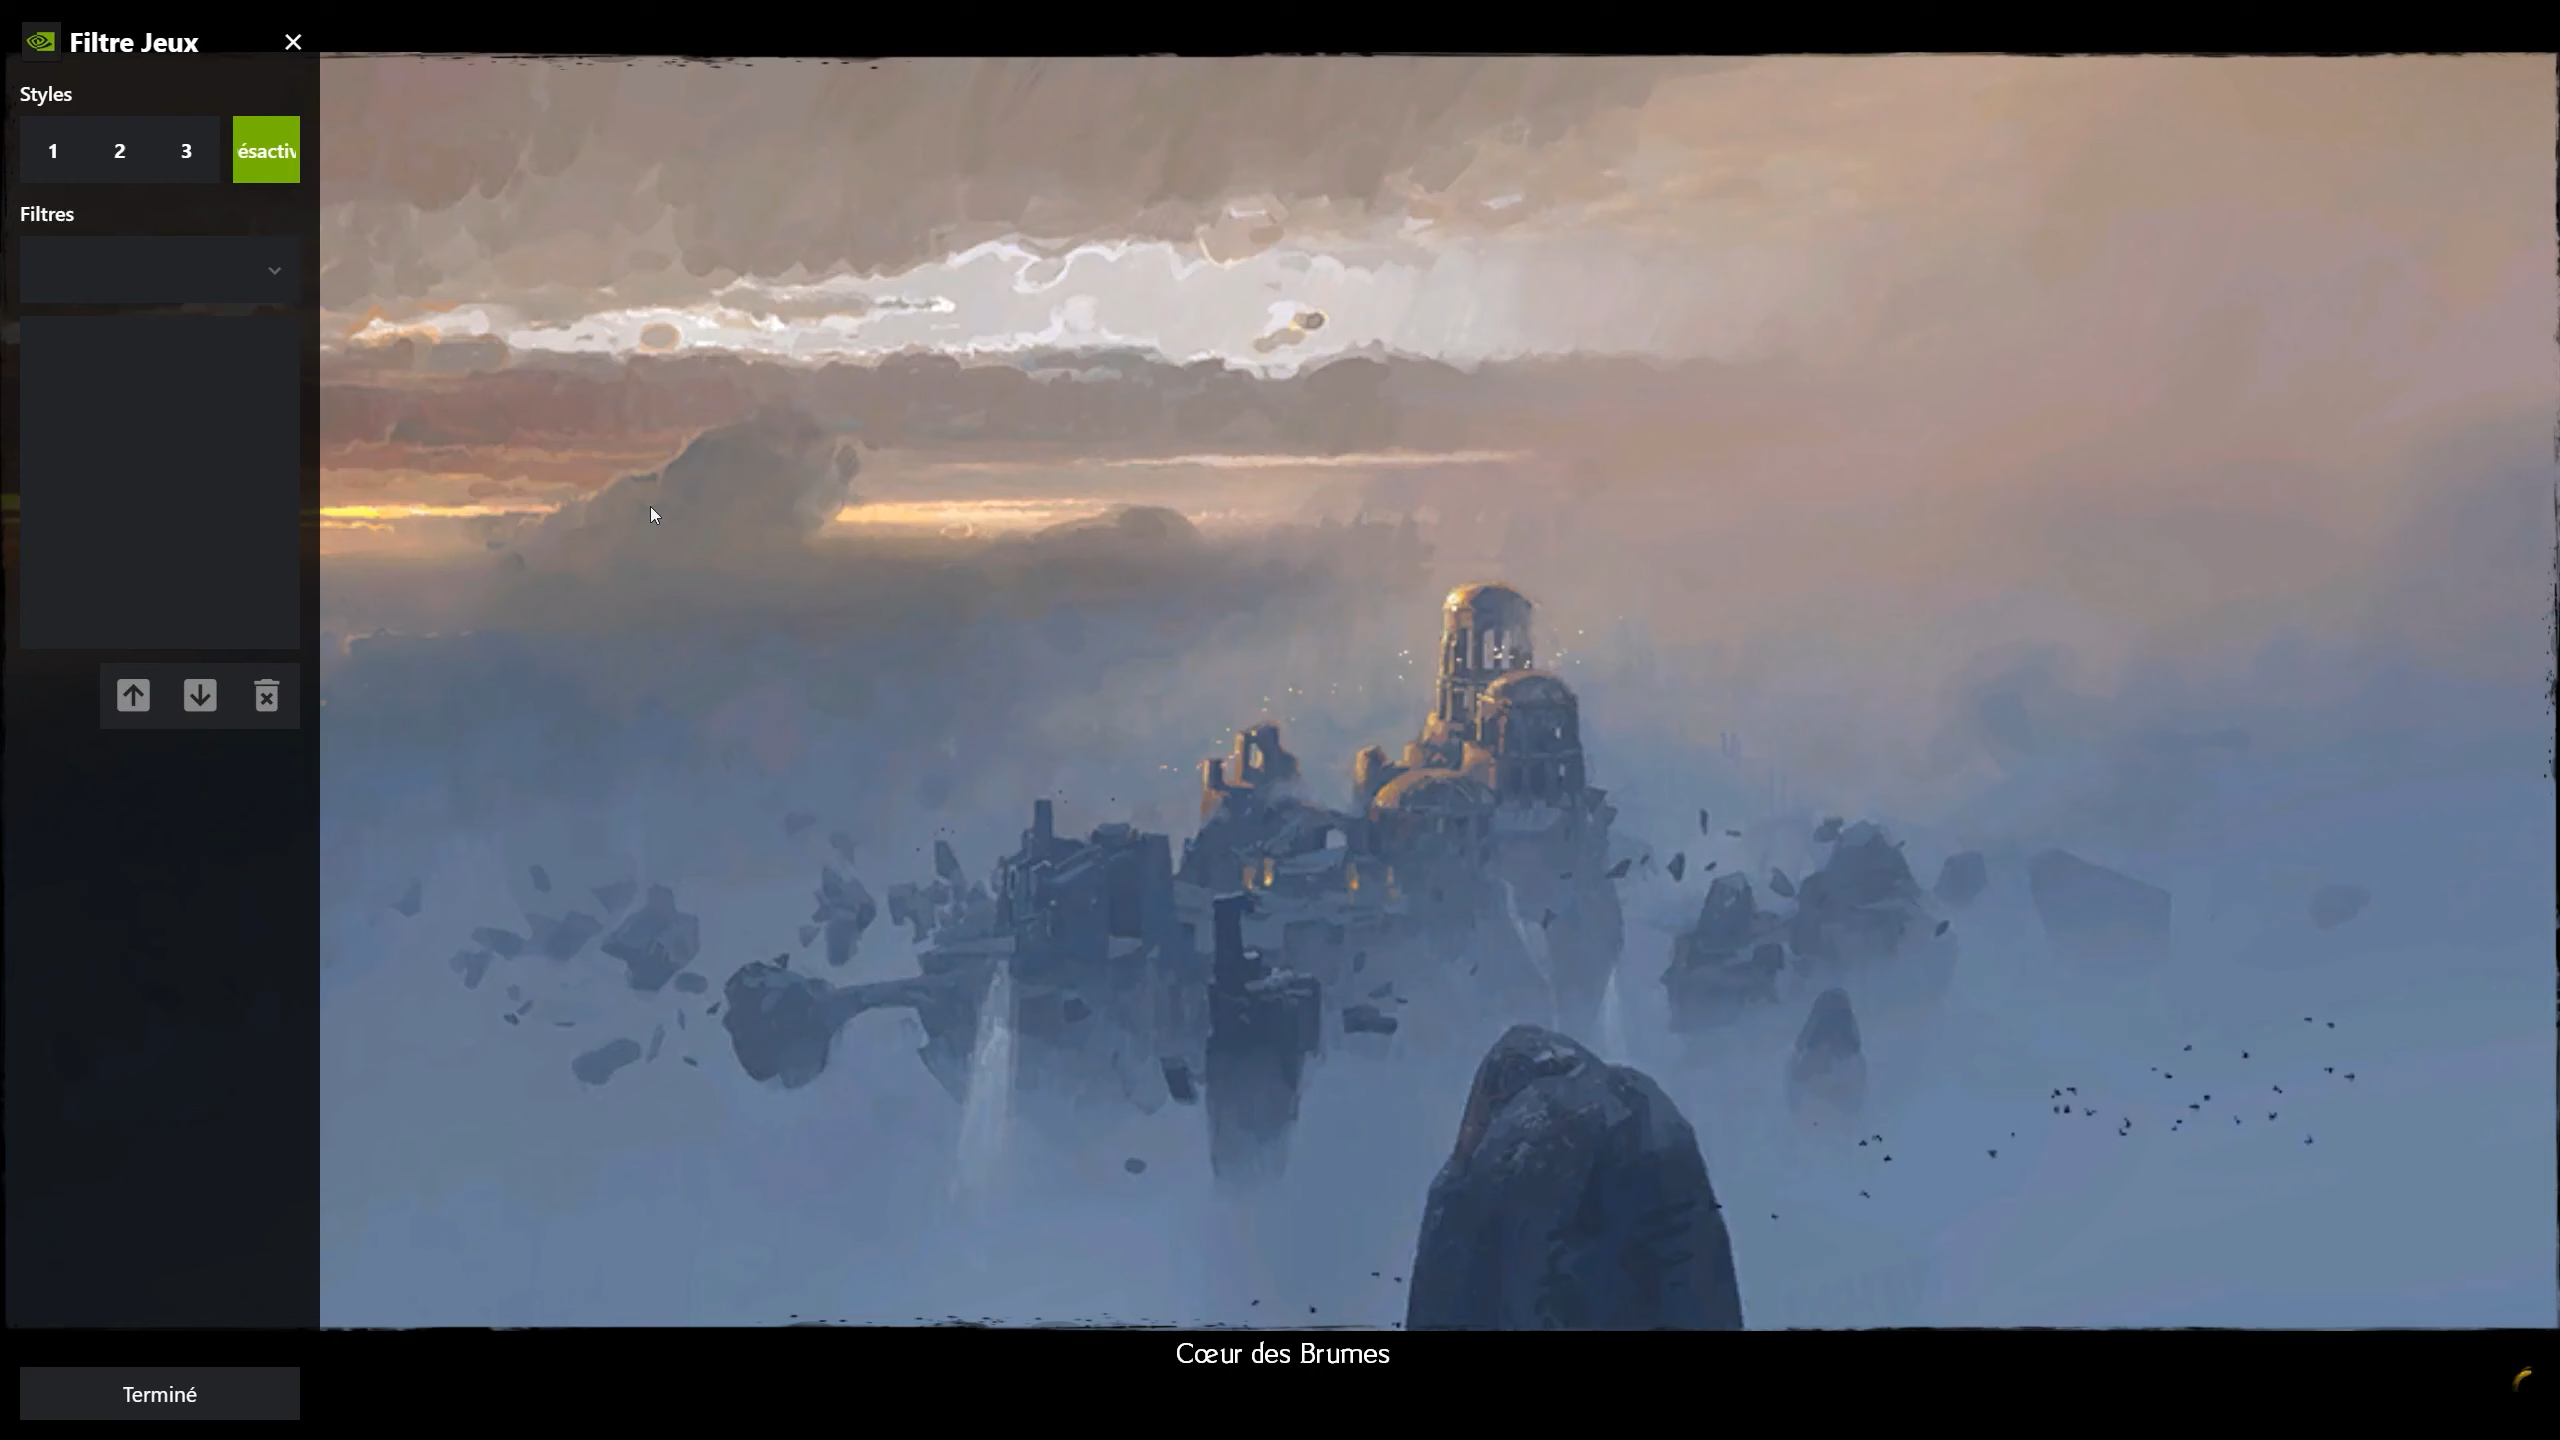 Filtre Jeux
Styles
1 2 3 ésactiv
Filtres
Cœur des Brumes
Terminé